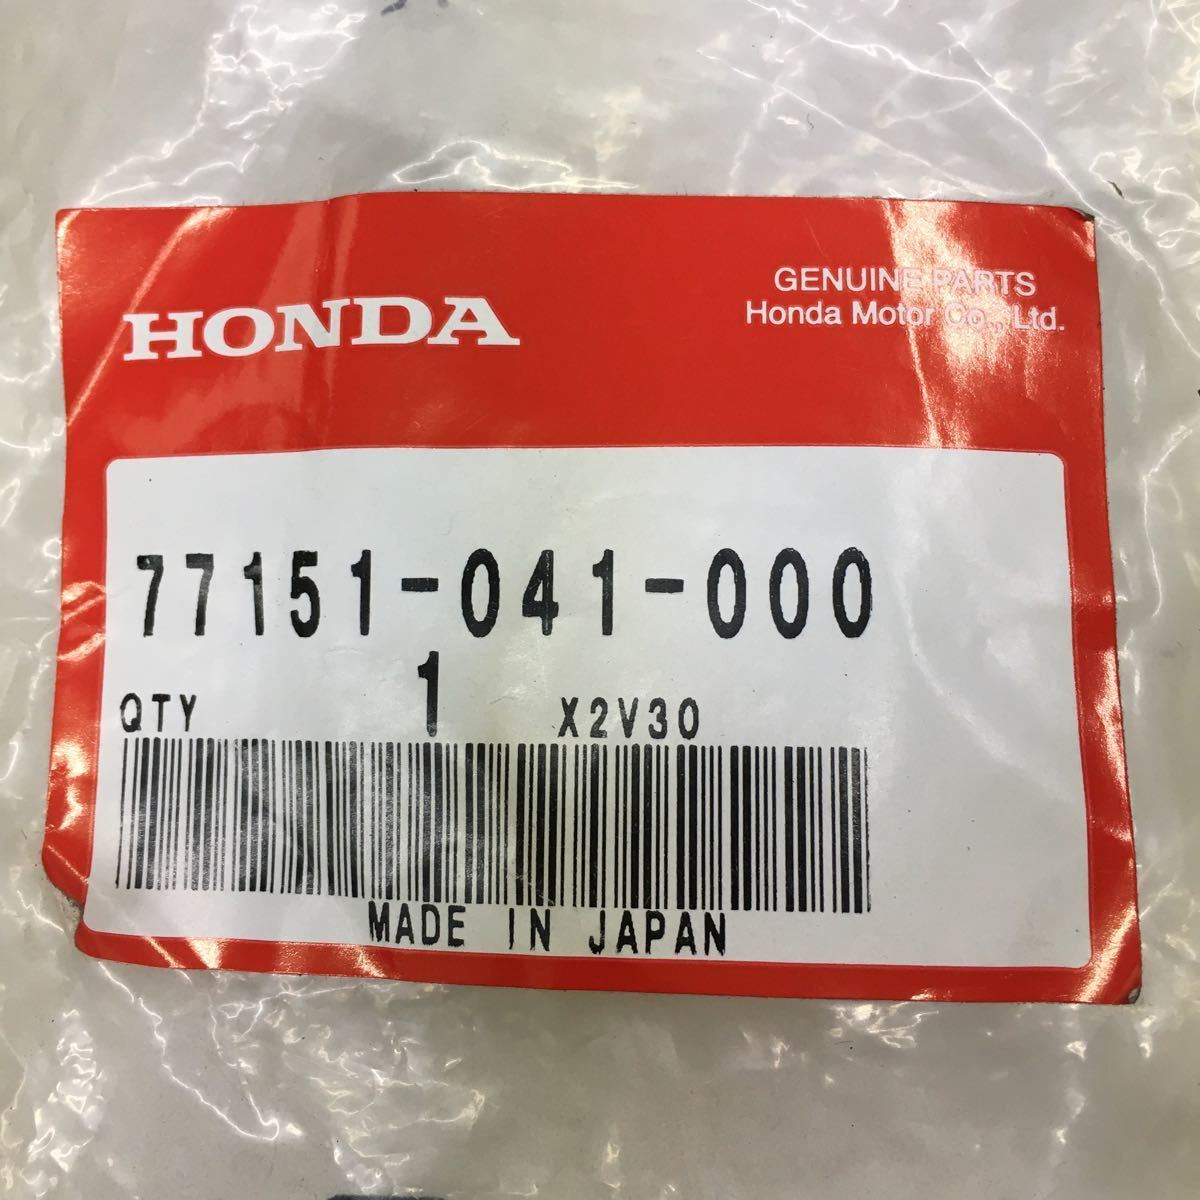 HONDA
GENUINE PARTS
Honda Motor Co., Ltd.
77151-041-000
QTY 1 X2V30
MADE IN JAPAN